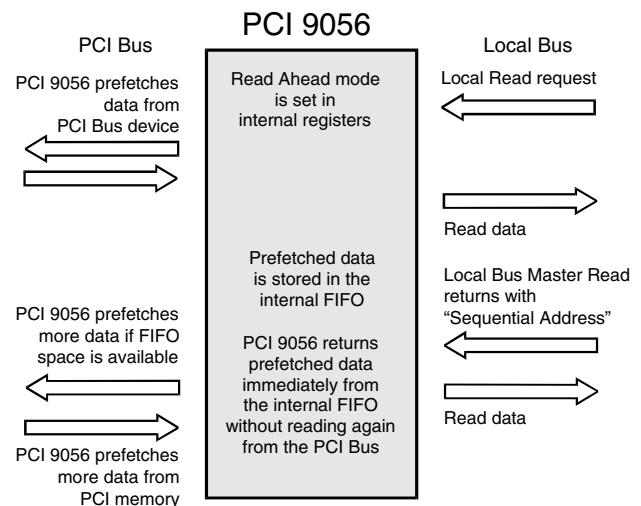 PCI 9056
PCI Bus
Local Bus
PCI 9056 prefetches
data from
PCI Bus device
Read Ahead mode
is set in
internal registers
Local Read request
Read data
Prefetched data
is stored in the
internal FIFO
Local Bus Master Read
returns with
“Sequential Address”
PCI 9056 prefetches
more data if FIFO
space is available
PCI 9056 returns
prefetched data
immediately from
the internal FIFO
without reading again
from the PCI Bus
Read data
PCI 9056 prefetches
more data from
PCI memory